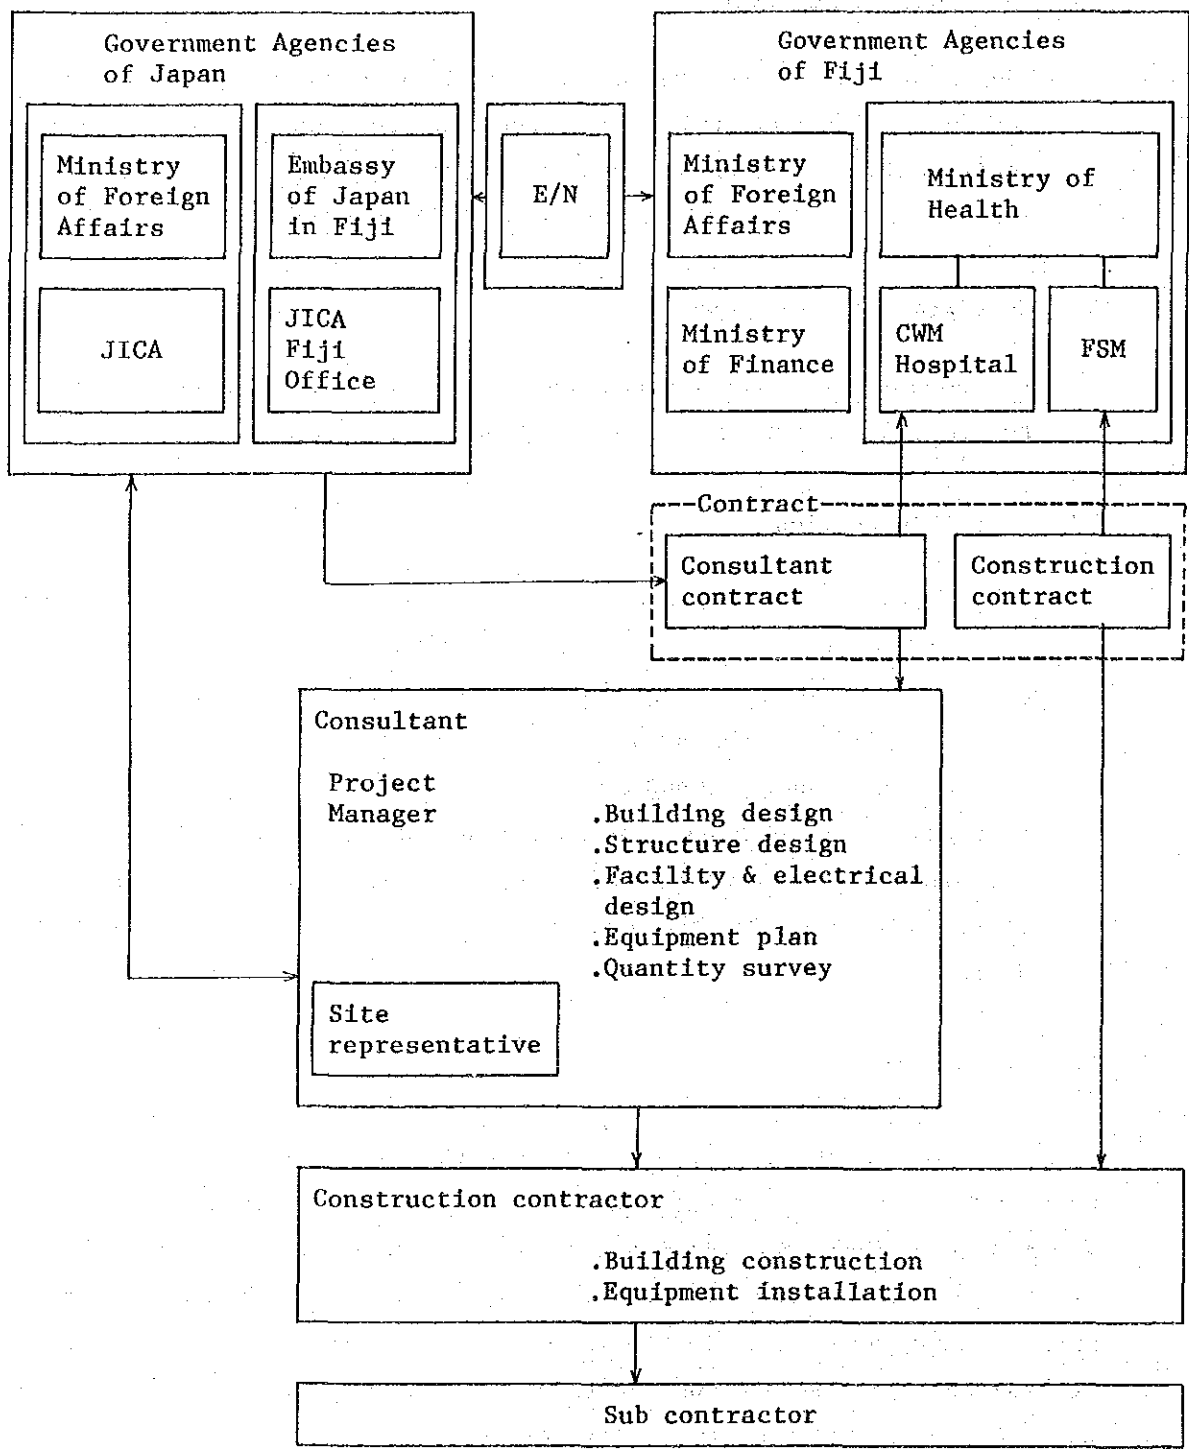 Government Agencies
of Japan
Ministry
of Foreign
Affairs
JICA
Embassy
of Japan
in Fiji
JICA
Fiji
Office
E/N
Government Agencies
of Fiji
Ministry
of Foreign
Affairs
Ministry
of Finance
Ministry of
Health
CWM
Hospital
FSM
Contract
Consultant
contract
Construction
contract
Consultant
Project
Manager
.Building design
.Structure design
.Facility & electrical
design
.Equipment plan
.Quantity survey
Site
representative
Construction contractor
.Building construction
.Equipment installation
Sub contractor